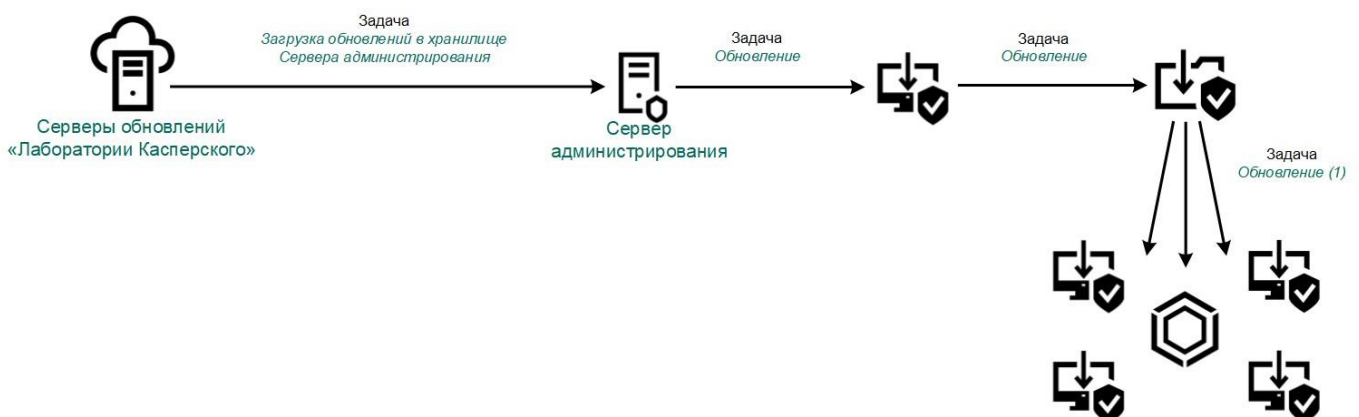 Задача
Загрузка обновлений в хранилище
Сервера администрирования
Задача
Обновление
Задача
Обновление
Серверы обновлений
«Лаборатории Касперского»
Сервер
администрирования
Задача
Обновление (1)